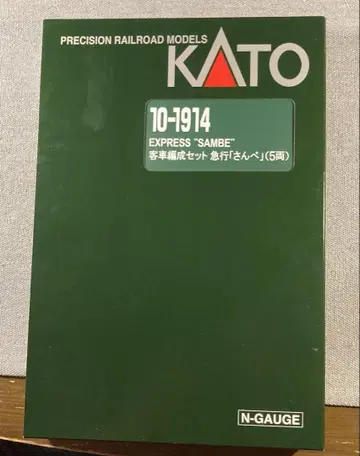 PRECISION RAILROAD MODELS
KATO
10-1914
EXPRESS "SAMBE"
客車編成セット 急行「さんべ」(5両)
N-GAUGE